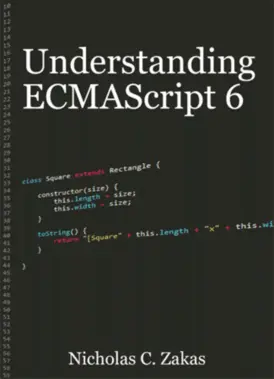 Understanding
ECMAScript 6
class Square extends Rectangle {
constructor(size) {
this.length = size;
this.width = size;
}
toString() {
return "[Square" + this.length + "x" + this.wi
}
}
Nicholas C. Zakas